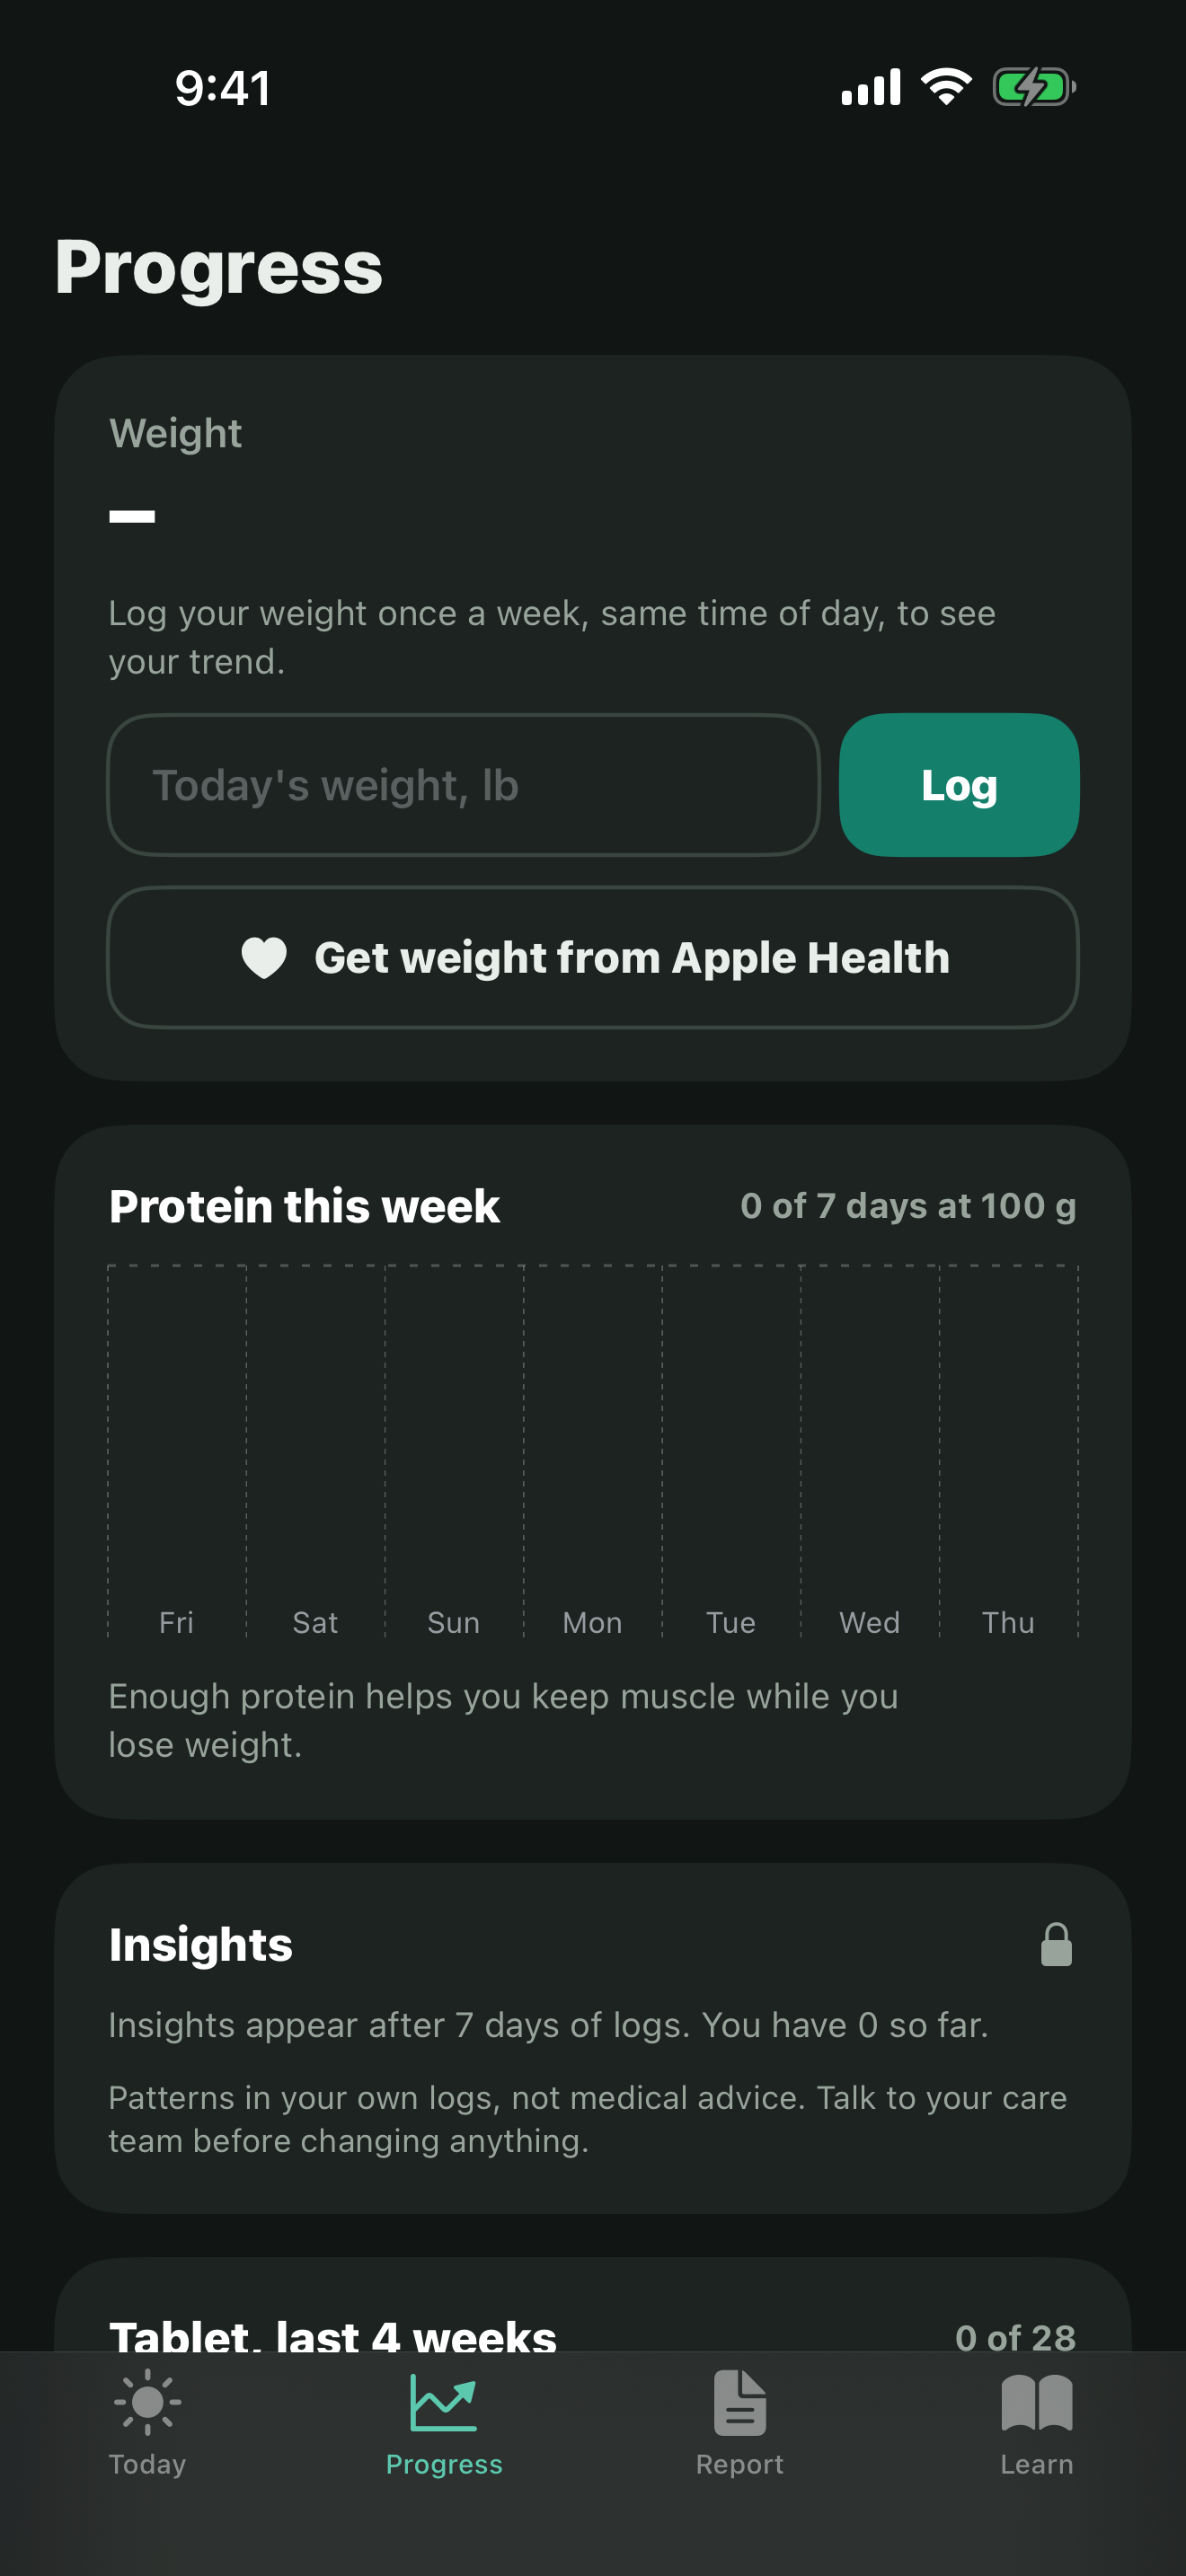 9:41
Progress
Weight
–
Log your weight once a week, same time of day, to see
your trend.
Today's weight, lb
Log
Get weight from Apple Health
Protein this week
0 of 7 days at 100 g
Fri Sat Sun Mon Tue Wed Thu
Enough protein helps you keep muscle while you
lose weight.
Insights
Insights appear after 7 days of logs. You have 0 so far.
Patterns in your own logs, not medical advice. Talk to your care
team before changing anything.
Tablet, last 4 weeks
0 of 28
Today Progress Report Learn